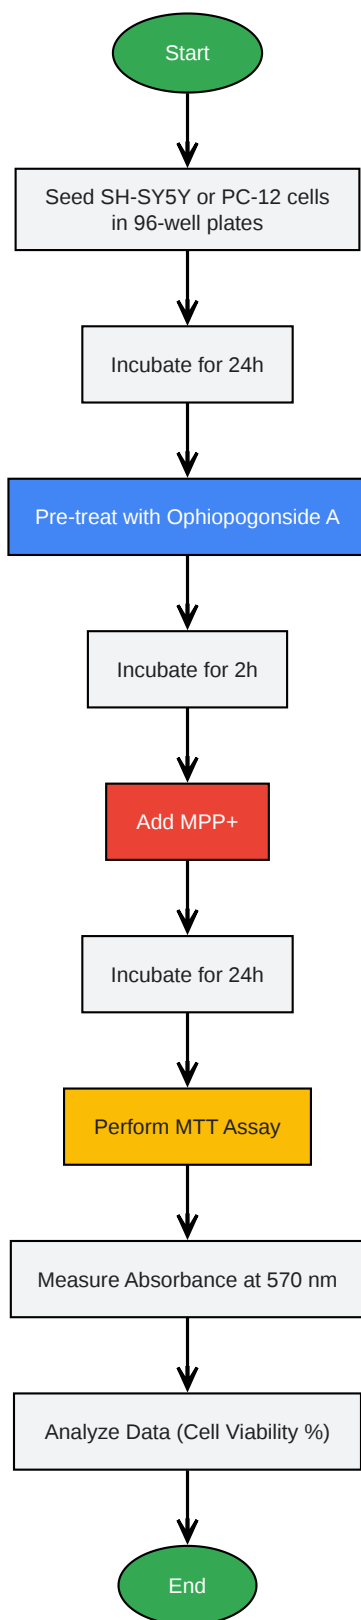 Start
Seed SH-SY5Y or PC-12 cells
in 96-well plates
Incubate for 24h
Pre-treat with Ophiopogonside A
Incubate for 2h
Add MPP+
Incubate for 24h
Perform MTT Assay
Measure Absorbance at 570 nm
Analyze Data (Cell Viability %)
End